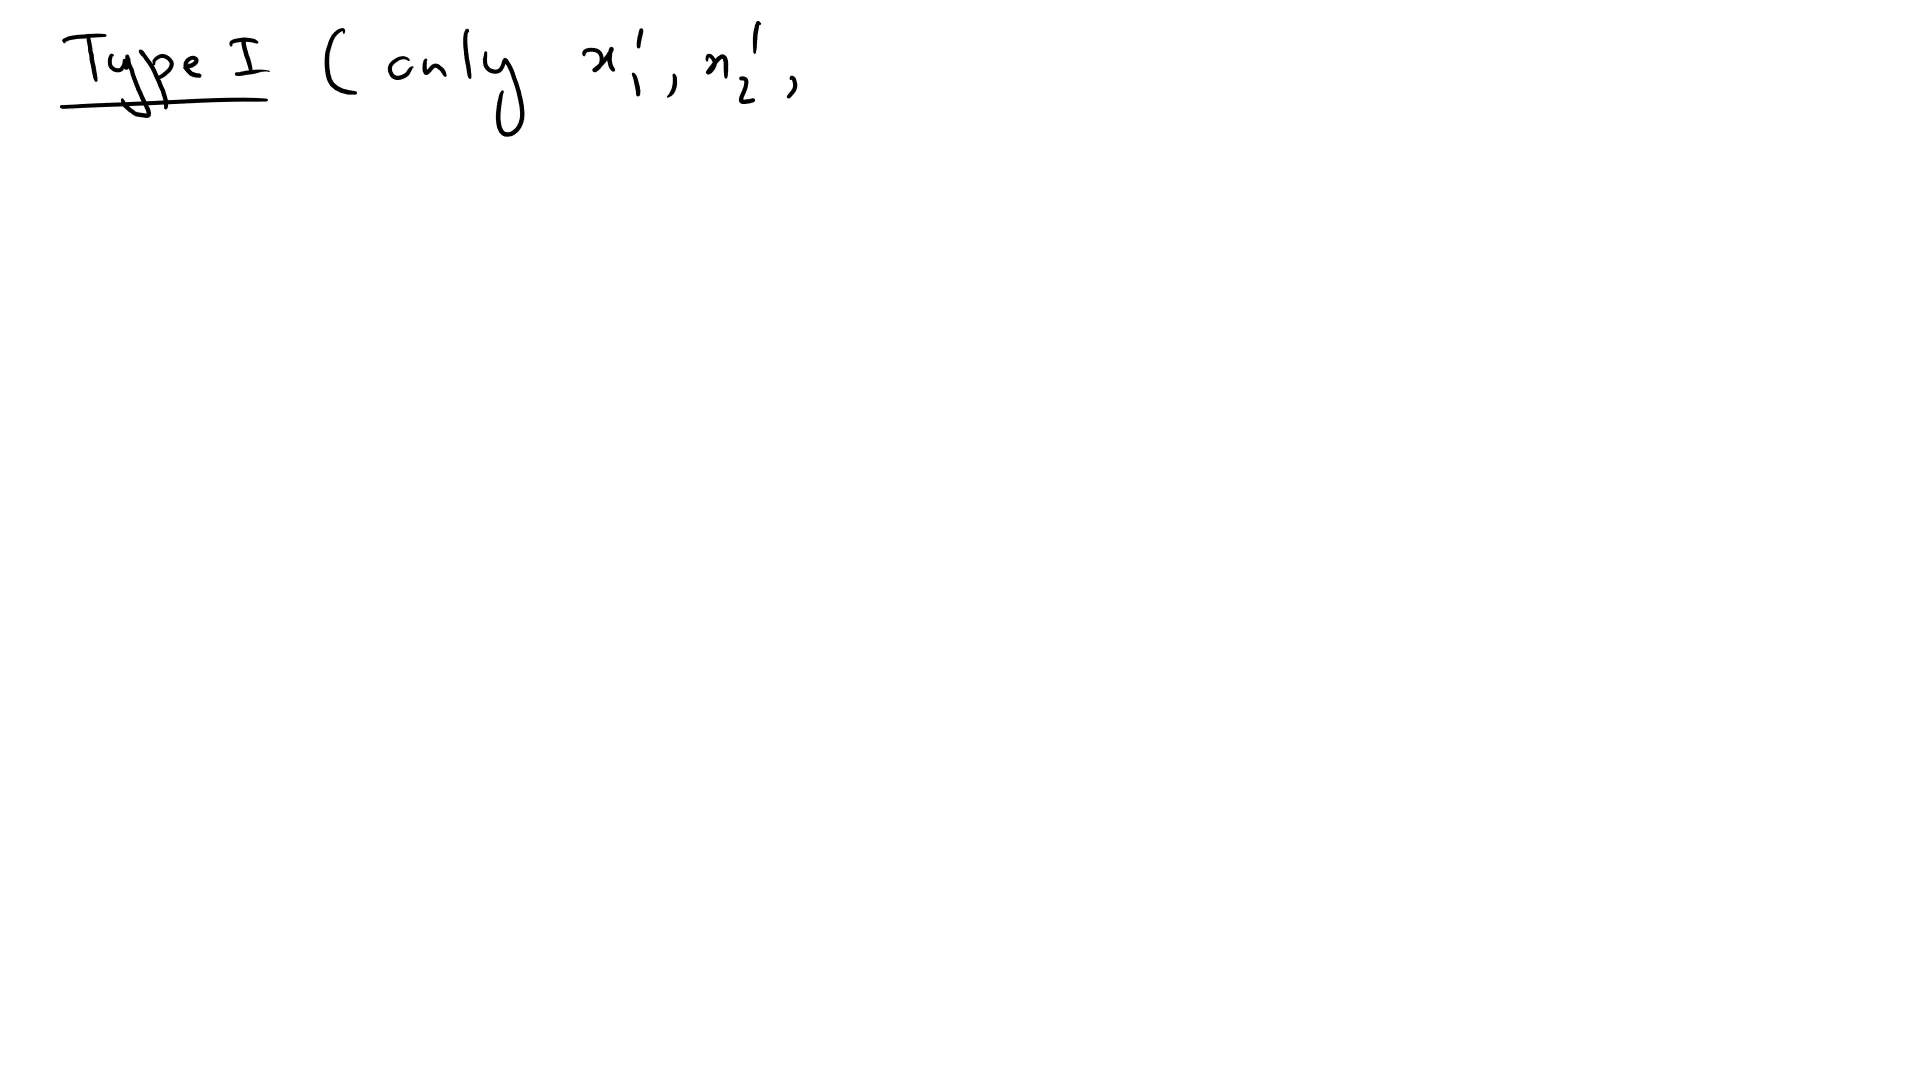 Type I ( only x₁', x₂',